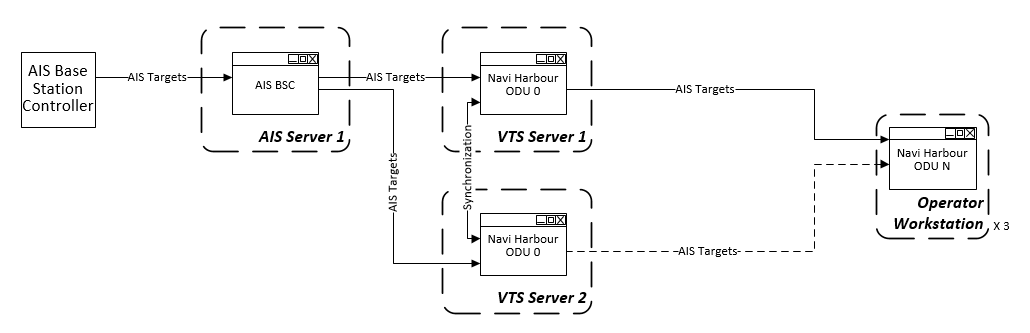 AIS Base
Station
Controller
AIS Targets
AIS BSC
AIS Server 1
AIS Targets
AIS Targets
Navi Harbour
ODU 0
VTS Server 1
Synchronization
Navi Harbour
ODU 0
VTS Server 2
AIS Targets
AIS Targets
Navi Harbour
ODU N
Operator
Workstation
X 3